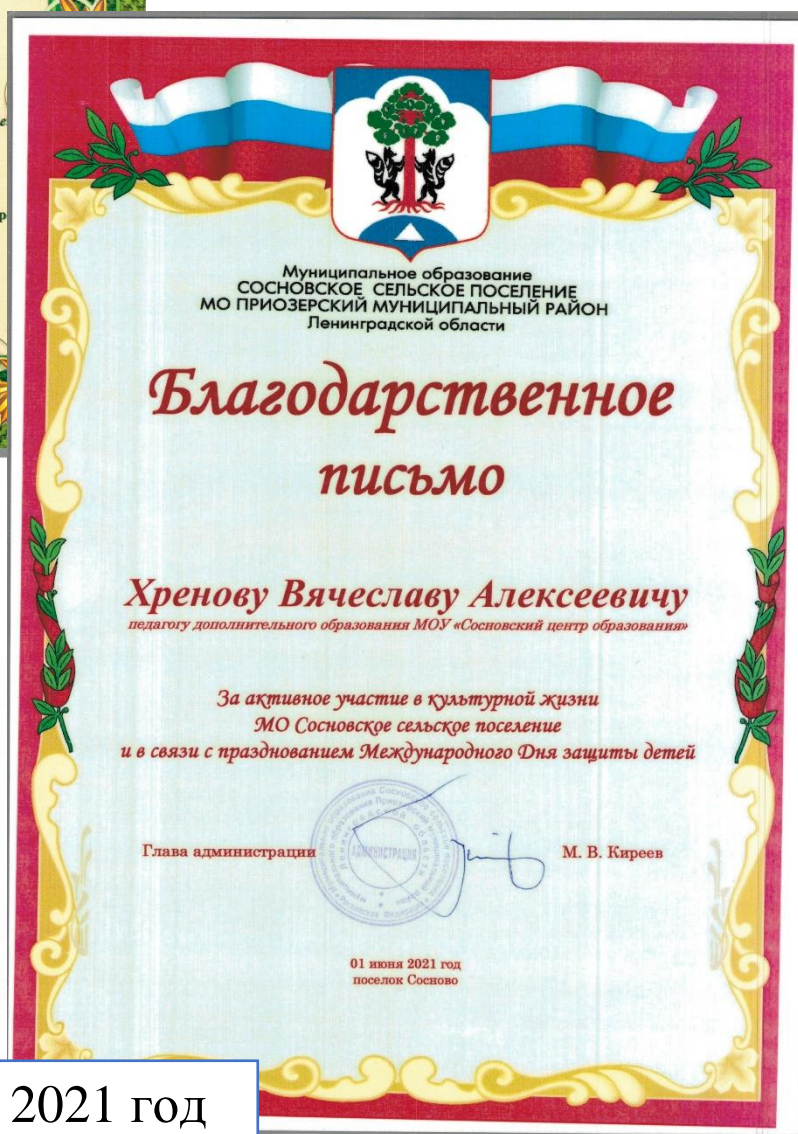 Муниципальное образование
СОСНОВСКОЕ СЕЛЬСКОЕ ПОСЕЛЕНИЕ
МО ПРИОЗЕРСКИЙ МУНИЦИПАЛЬНЫЙ РАЙОН
Ленинградской области
Благодарственное
письмо
Хренову Вячеславу Алексеевичу
педагогу дополнительного образования МОУ «Сосновский центр образования»
За активное участие в культурной жизни
МО Сосновское сельское поселение
и в связи с празднованием Международного Дня защиты детей
Глава администрации
АДМИНИСТРАЦИЯ
М. В. Киреев
01 июня 2021 год
поселок Сосново
2021 год